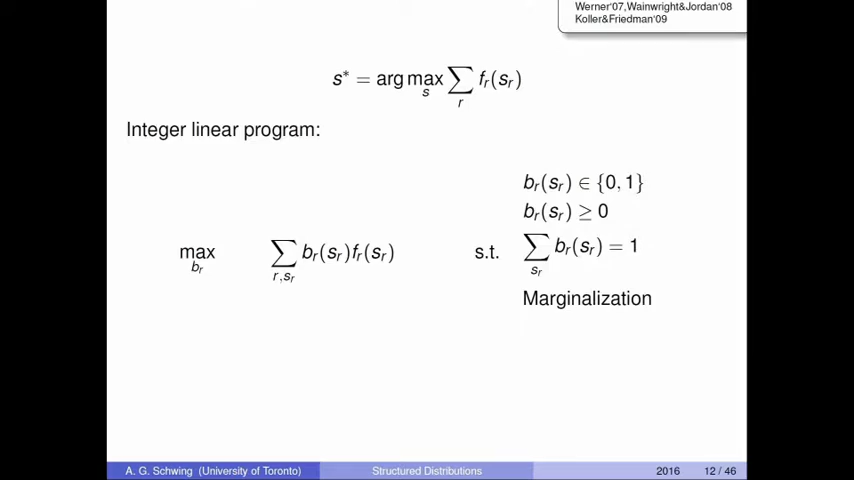 Werner'07,Wainwright&Jordan'08
Koller&Friedman'09
s* = arg max_s ∑_r f_r(s_r)
Integer linear program:
b_r(s_r) ∈ {0, 1}
b_r(s_r) ≥ 0
max_{b_r} ∑_{r,s_r} b_r(s_r)f_r(s_r) s.t. ∑_{s_r} b_r(s_r) = 1
Marginalization
A. G. Schwing (University of Toronto) Structured Distributions 2016 12 / 46